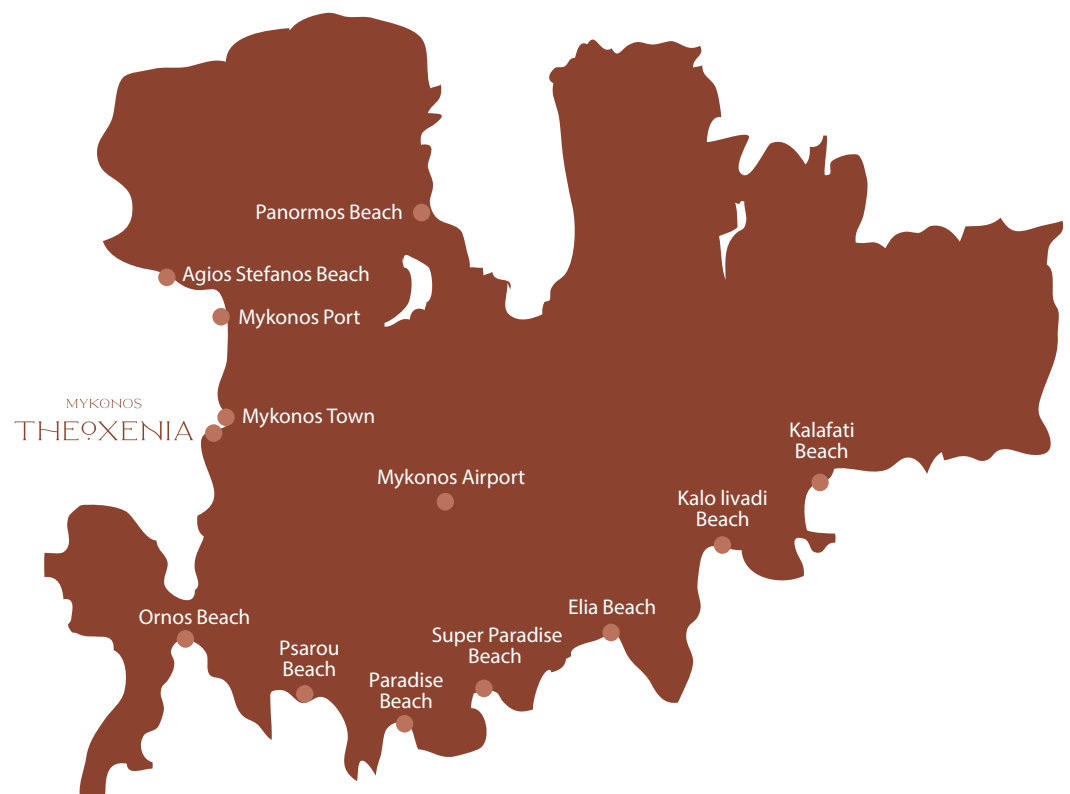 Panormos Beach
Agios Stefanos Beach
Mykonos Port
MYKONOS
THEOXENIA
Mykonos Town
Kalafati
Beach
Mykonos Airport
Kalo livadi
Beach
Elia Beach
Ornos Beach
Super Paradise
Beach
Psarou
Beach
Paradise
Beach